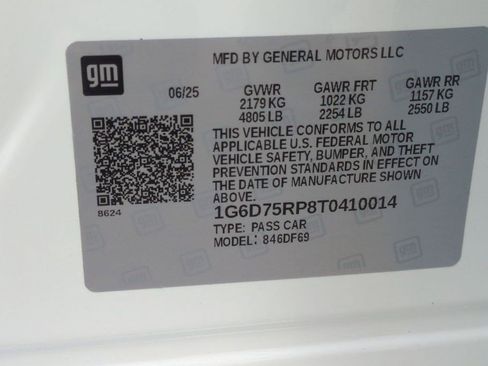 gm
MFD BY GENERAL MOTORS LLC
06/25 GVWR GAWR FRT GAWR RR
2179 KG 1022 KG 1157 KG
4805 LB 2254 LB 2550 LB
THIS VEHICLE CONFORMS TO ALL
APPLICABLE U.S. FEDERAL MOTOR
VEHICLE SAFETY, BUMPER, AND THEFT
PREVENTION STANDARDS IN EFFECT ON
THE DATE OF MANUFACTURE SHOWN
ABOVE.
8624
1G6D75RP8T0410014
TYPE: PASS CAR
MODEL: 846DF69